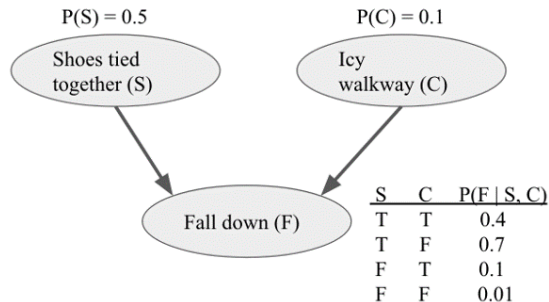 P(S) = 0.5
P(C) = 0.1
Shoes tied
together (S)
Icy
walkway (C)
Fall down (F)
S C P(F | S, C)
T T 0.4
T F 0.7
F T 0.1
F F 0.01